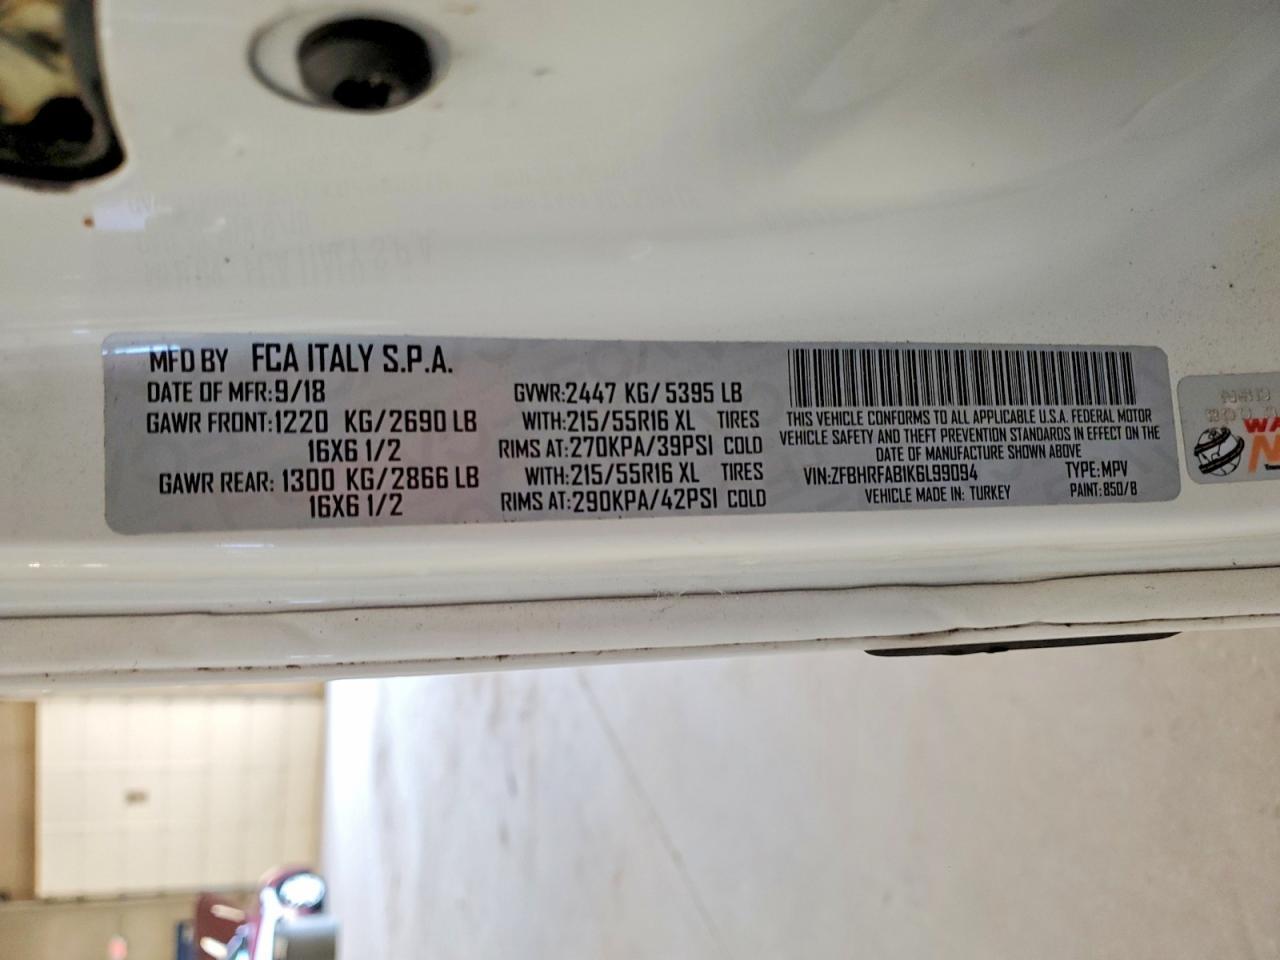 MFD BY FCA ITALY S.P.A.
DATE OF MFR:9/18 GVWR:2447 KG/5395 LB
GAWR FRONT:1220 KG/2690 LB WITH:215/55R16 XL TIRES
16X6 1/2 RIMS AT:270KPA/39PSI COLD
GAWR REAR: 1300 KG/2866 LB WITH:215/55R16 XL TIRES
16X6 1/2 RIMS AT:290KPA/42PSI COLD
THIS VEHICLE CONFORMS TO ALL APPLICABLE U.S.A. FEDERAL MOTOR
VEHICLE SAFETY AND THEFT PREVENTION STANDARDS IN EFFECT ON THE
DATE OF MANUFACTURE SHOWN ABOVE
VIN:ZFBHRFAB1K6L99094 TYPE:MPV
VEHICLE MADE IN: TURKEY PAINT: 850/B